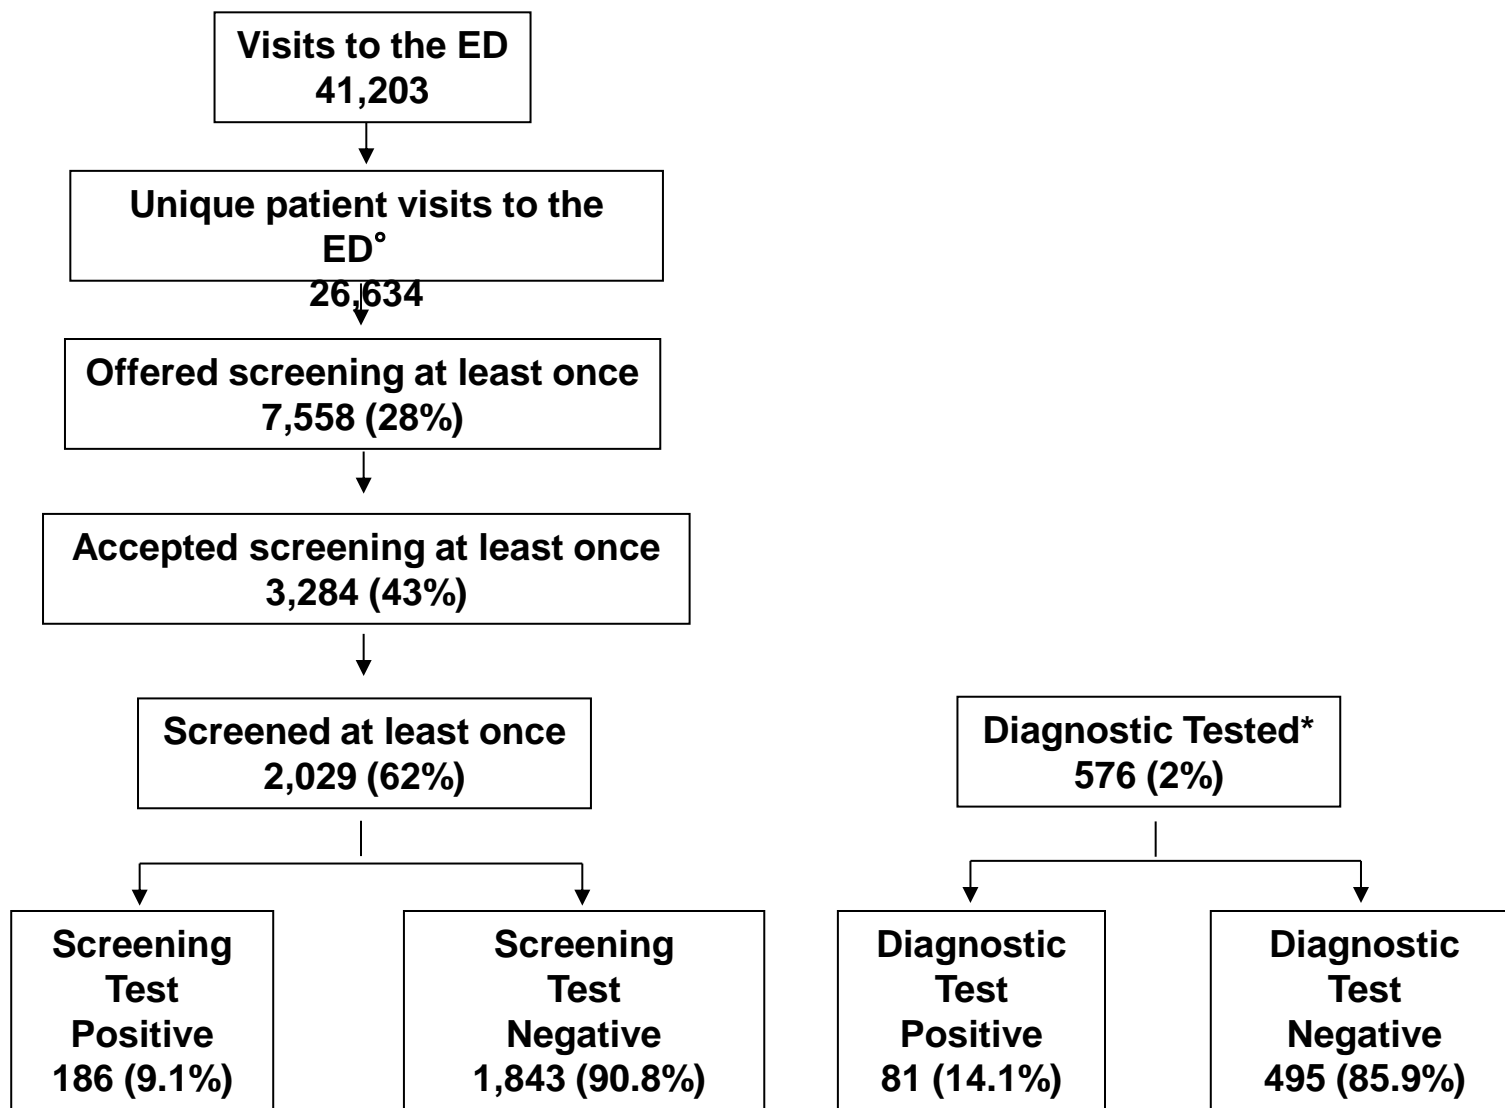 Visits to the ED
41,203
Unique patient visits to the
ED°
26,634
Offered screening at least once
7,558 (28%)
Accepted screening at least once
3,284 (43%)
Screened at least once
2,029 (62%)
Diagnostic Tested*
576 (2%)
Screening
Test
Positive
186 (9.1%)
Screening
Test
Negative
1,843 (90.8%)
Diagnostic
Test
Positive
81 (14.1%)
Diagnostic
Test
Negative
495 (85.9%)